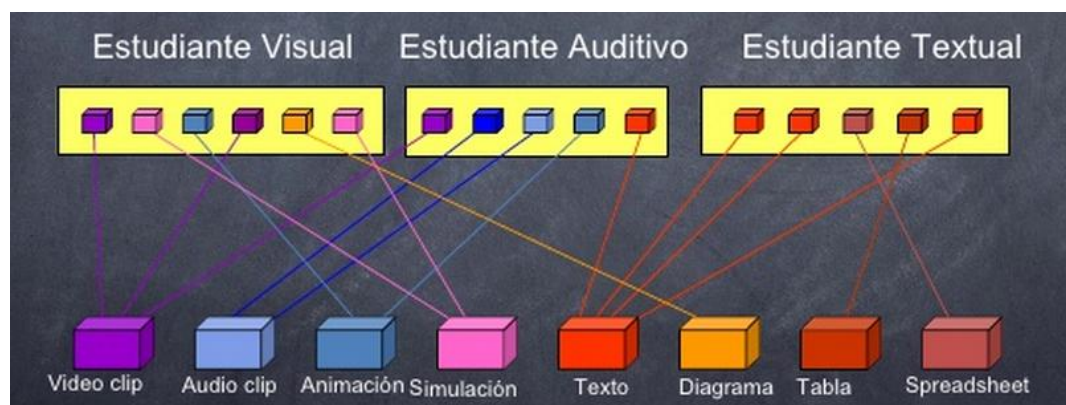 Estudiante Visual
Estudiante Auditivo
Estudiante Textual
Video clip
Audio clip
Animación
Simulación
Texto
Diagrama
Tabla
Spreadsheet